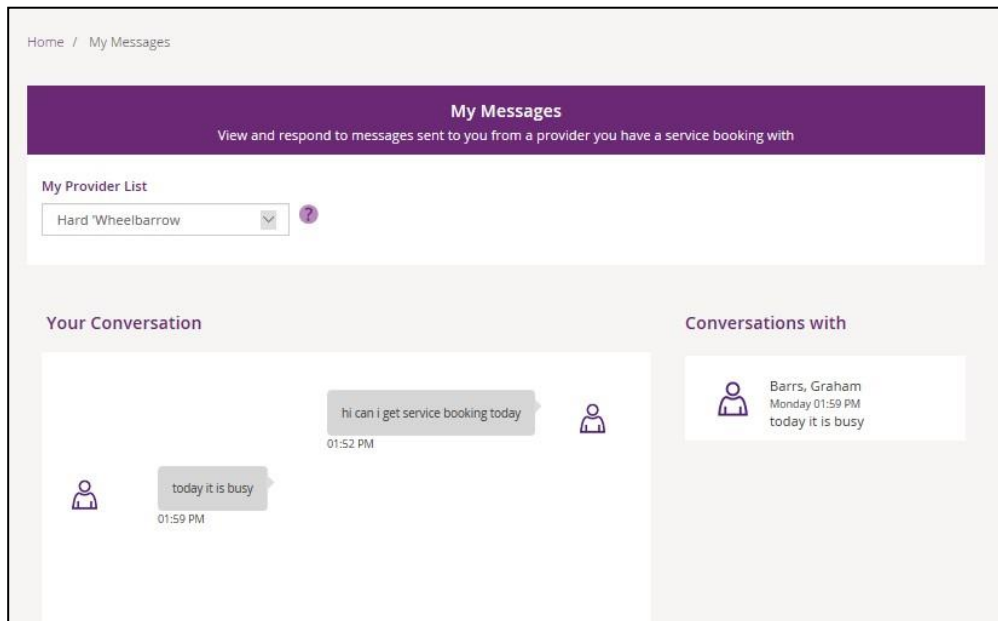 Home / My Messages
My Messages
View and respond to messages sent to you from a provider you have a service booking with
My Provider List
Hard 'Wheelbarrow
?
Your Conversation
hi can i get service booking today
01:52 PM
today it is busy
01:59 PM
Conversations with
Barrs, Graham
Monday 01:59 PM
today it is busy